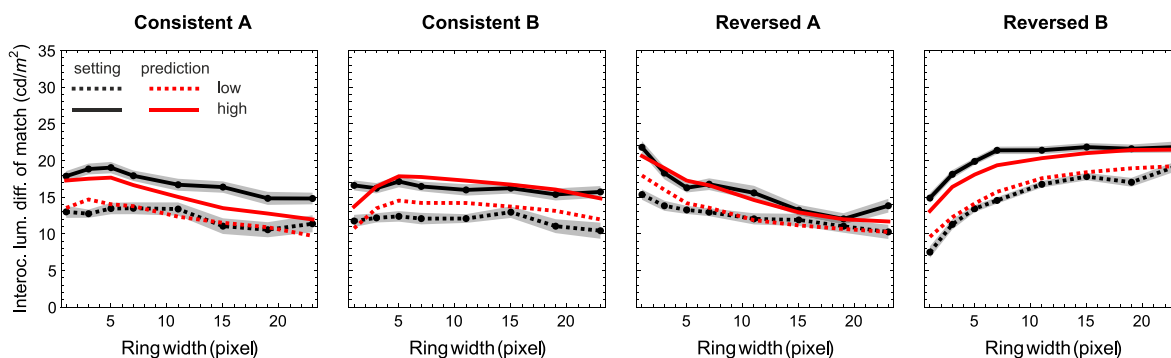 Consistent A
Consistent B
Reversed A
Reversed B
Interoc. lum. diff. of match (cd/m²)
35
30
25
20
15
10
5
0
setting prediction
low
high
5 10 15 20
5 10 15 20
5 10 15 20
5 10 15 20
Ring width (pixel)
Ring width (pixel)
Ring width (pixel)
Ring width (pixel)